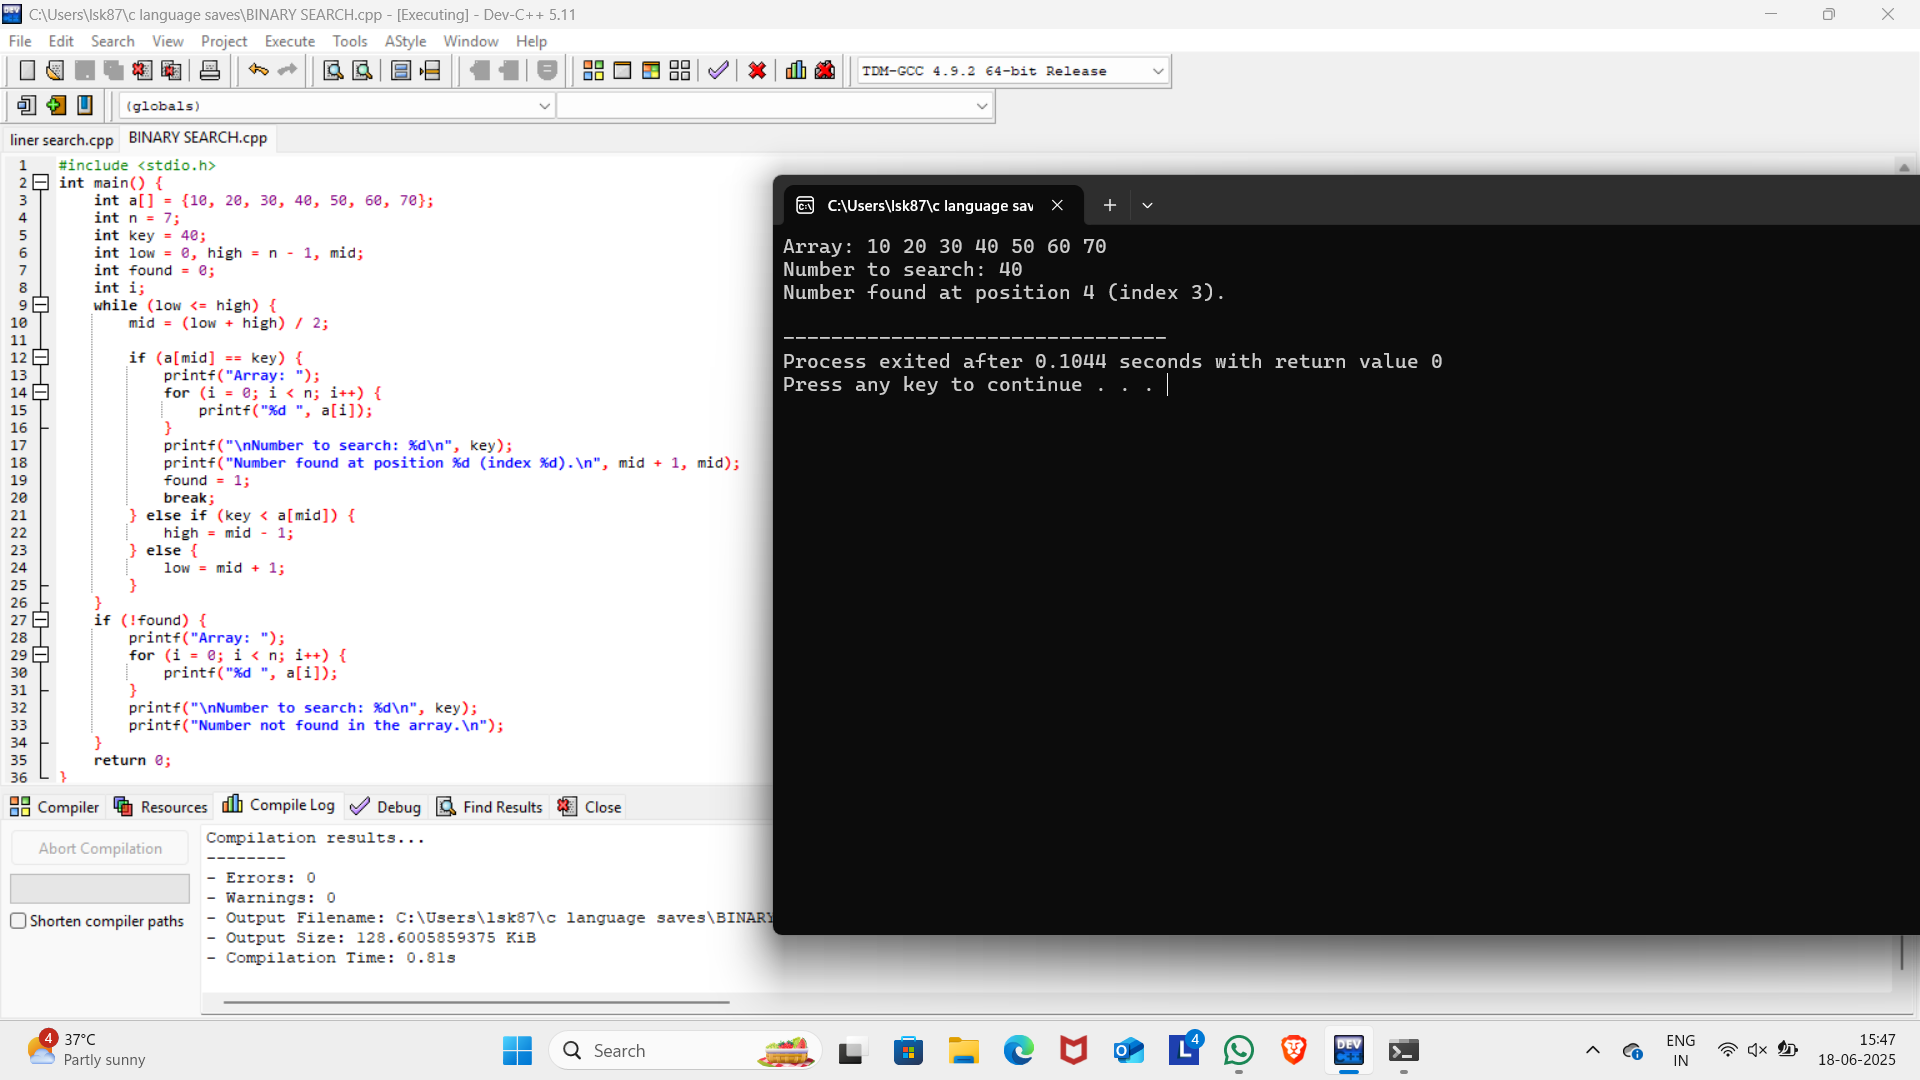 C:\Users\lsk87\c language saves\BINARY SEARCH.cpp - [Executing] - Dev-C++ 5.11
File Edit Search View Project Execute Tools AStyle Window Help
TDM-GCC 4.9.2 64-bit Release
(globals)
liner search.cpp BINARY SEARCH.cpp
1 #include <stdio.h>
2 int main() {
3 int a[] = {10, 20, 30, 40, 50, 60, 70};
4 int n = 7;
5 int key = 40;
6 int low = 0, high = n - 1, mid;
7 int found = 0;
8 int i;
9 while (low <= high) {
10 mid = (low + high) / 2;
11
12 if (a[mid] == key) {
13 printf("Array: ");
14 for (i = 0; i < n; i++) {
15 printf("%d ", a[i]);
16 }
17 printf("\nNumber to search: %d\n", key);
18 printf("Number found at position %d (index %d).\n", mid + 1, mid);
19 found = 1;
20 break;
21 } else if (key < a[mid]) {
22 high = mid - 1;
23 } else {
24 low = mid + 1;
25 }
26 }
27 if (!found) {
28 printf("Array: ");
29 for (i = 0; i < n; i++) {
30 printf("%d ", a[i]);
31 }
32 printf("\nNumber to search: %d\n", key);
33 printf("Number not found in the array.\n");
34 }
35 return 0;
36 }
C:\Users\lsk87\c language sav
Array: 10 20 30 40 50 60 70
Number to search: 40
Number found at position 4 (index 3).
--------------------------------
Process exited after 0.1044 seconds with return value 0
Press any key to continue . . .
Compiler Resources Compile Log Debug Find Results Close
Abort Compilation
Shorten compiler paths
Compilation results...
--------
- Errors: 0
- Warnings: 0
- Output Filename: C:\Users\lsk87\c language saves\BINARY
- Output Size: 128.6005859375 KiB
- Compilation Time: 0.81s
4
37°C
Partly sunny
Search
L 4
DEV C++
ENG
IN
15:47
18-06-2025